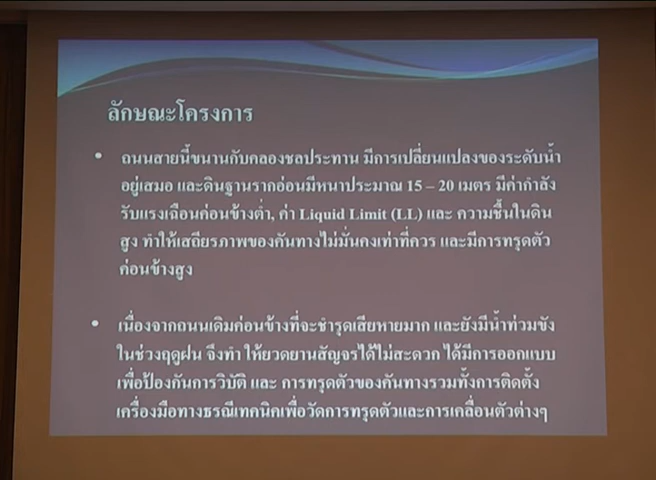 ลักษณะโครงการ
• ถนนสายนี้ขนานกับคลองชลประทาน มีการเปลี่ยนแปลงของระดับน้ำ
อยู่เสมอ และดินฐานรากอ่อนมีหนาประมาณ 15 – 20 เมตร มีค่ากำลัง
รับแรงเฉือนค่อนข้างต่ำ, ค่า Liquid Limit (LL) และ ความชื้นในดิน
สูง ทำให้เสถียรภาพของคันทางไม่มั่นคงเท่าที่ควร และมีการทรุดตัว
ค่อนข้างสูง
• เนื่องจากถนนเดิมค่อนข้างที่จะชำรุดเสียหายมาก และยังมีน้ำท่วมขัง
ในช่วงฤดูฝน จึงทำ ให้ยวดยานสัญจรได้ไม่สะดวก ได้มีการออกแบบ
เพื่อป้องกันการวิบัติ และ การทรุดตัวของคันทางรวมทั้งการติดตั้ง
เครื่องมือทางธรณีเทคนิคเพื่อวัดการทรุดตัวและการเคลื่อนตัวต่างๆ